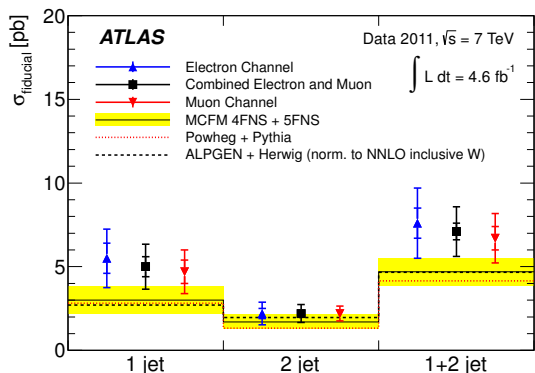 σfiducial [pb]
20
15
10
5
0
ATLAS
Data 2011, √s = 7 TeV
∫ L dt = 4.6 fb-1
Electron Channel
Combined Electron and Muon
Muon Channel
MCFM 4FNS + 5FNS
Powheg + Pythia
ALPGEN + Herwig (norm. to NNLO inclusive W)
1 jet
2 jet
1+2 jet